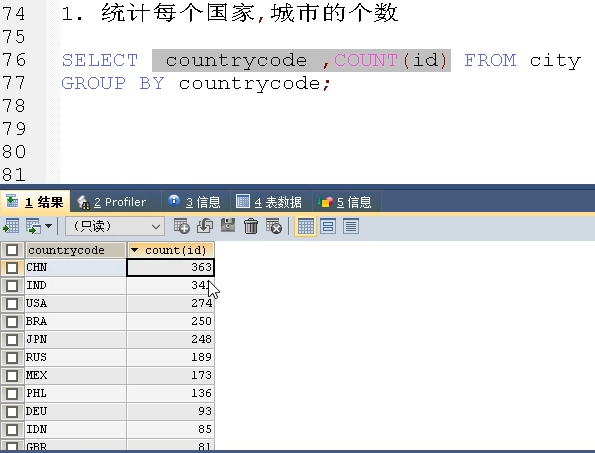 74 1. 统计每个国家,城市的个数
75
76 SELECT countrycode ,COUNT(id) FROM city
77 GROUP BY countrycode;
78
79
80
81
1 结果 2 Profiler 3 信息 4 表数据 5 信息
（只读）
countrycode count(id)
CHN 363
IND
USA 274
BRA 250
JPN 248
RUS 189
MEX 173
PHL 136
DEU 93
IDN 85
GBR 81